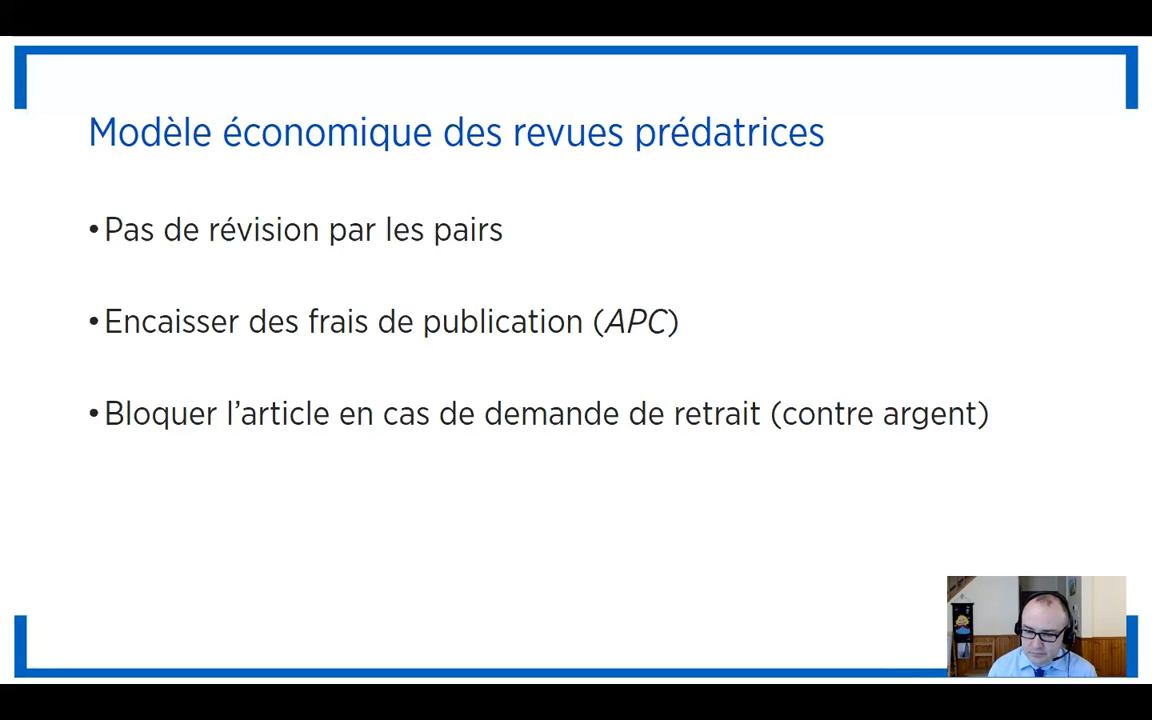 Modèle économique des revues prédatrices
•Pas de révision par les pairs
•Encaisser des frais de publication (APC)
•Bloquer l’article en cas de demande de retrait (contre argent)